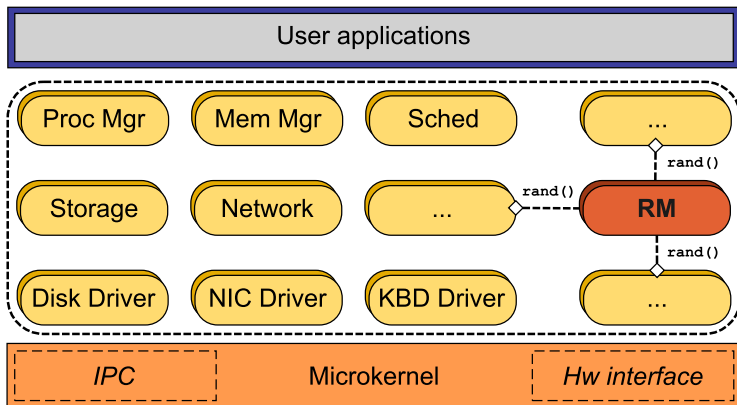 User applications
Proc Mgr
Mem Mgr
Sched
...
rand()
Storage
Network
...
rand()
RM
rand()
Disk Driver
NIC Driver
KBD Driver
...
IPC
Microkernel
Hw interface